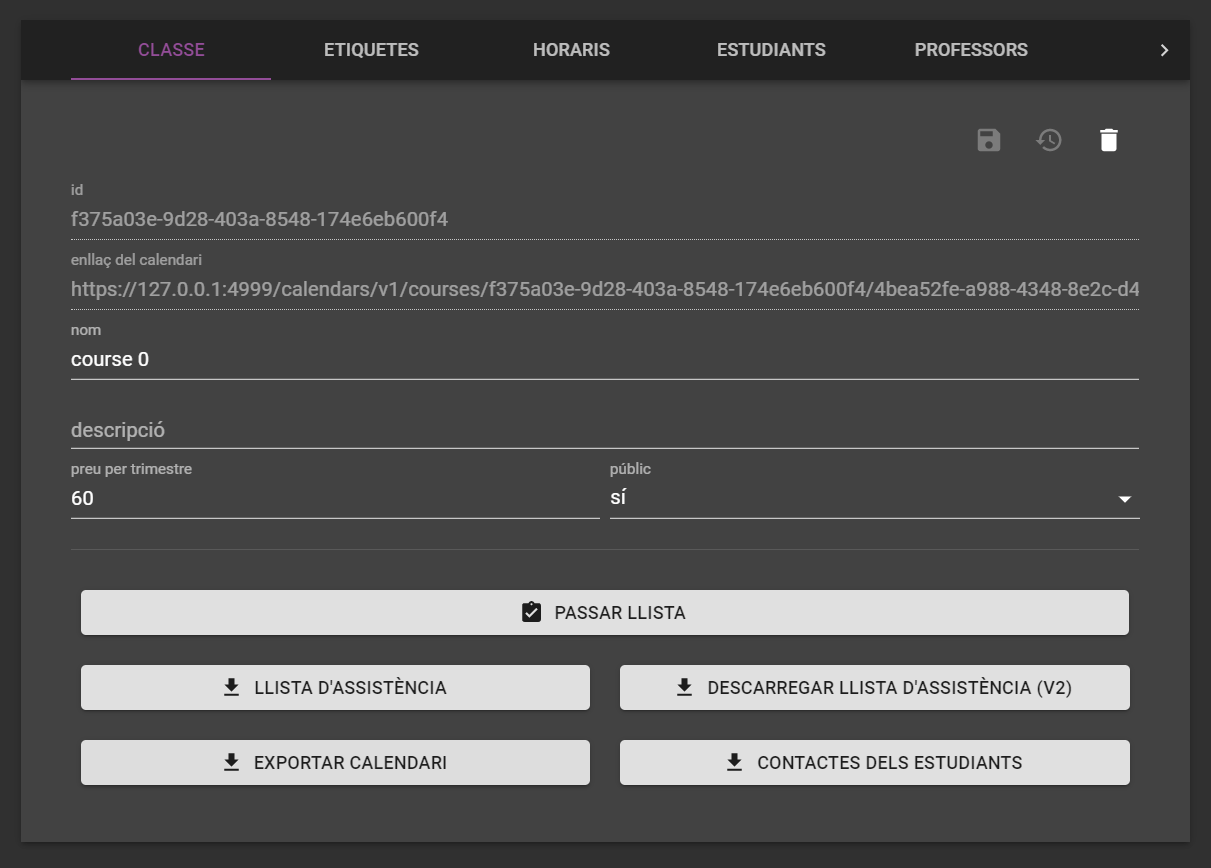 CLASSE ETIQUETES HORARIS ESTUDIANTS PROFESSORS
id
f375a03e-9d28-403a-8548-174e6eb600f4
enllaç del calendari
https://127.0.0.1:4999/calendars/v1/courses/f375a03e-9d28-403a-8548-174e6eb600f4/4bea52fe-a988-4348-8e2c-d4
nom
course 0
descripció
preu per trimestre públic
60 sí
PASSAR LLISTA
LLISTA D'ASSISTÈNCIA DESCARREGAR LLISTA D'ASSISTÈNCIA (V2)
EXPORTAR CALENDARI CONTACTES DELS ESTUDIANTS